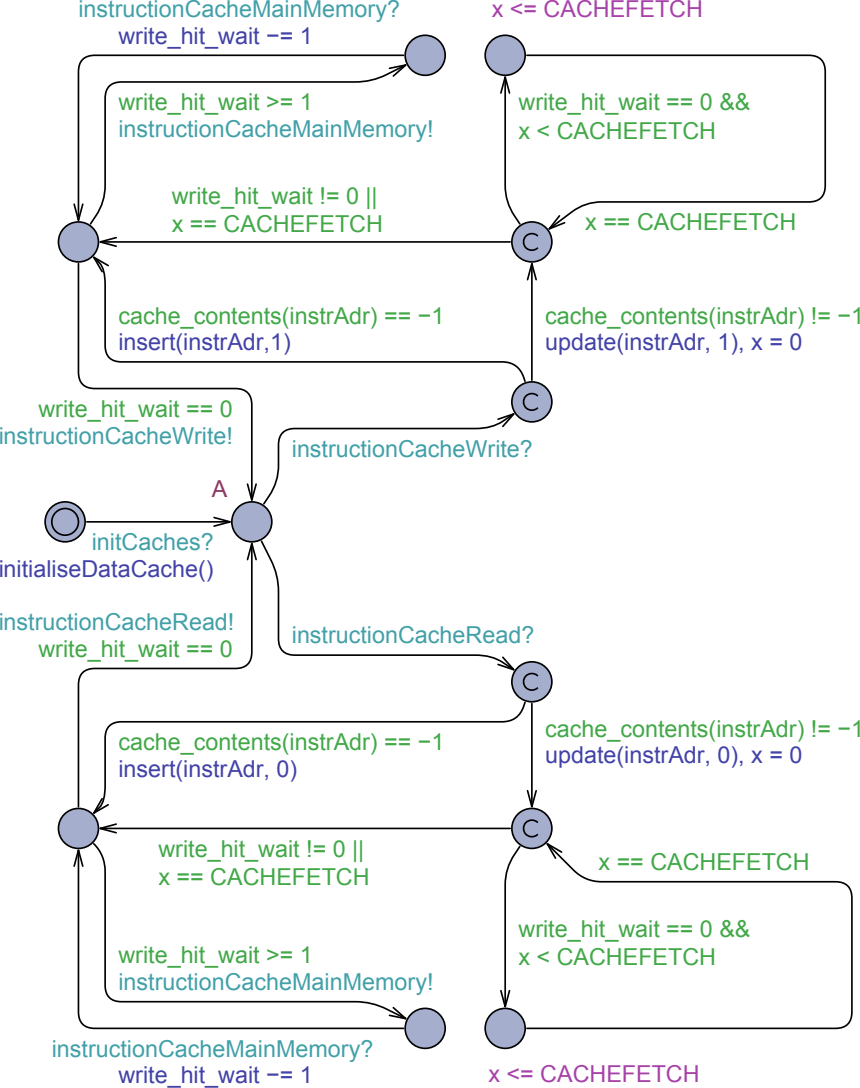 instructionCacheMainMemory?
write_hit_wait −= 1
x <= CACHEFETCH
write_hit_wait >= 1
instructionCacheMainMemory!
write_hit_wait == 0 &&
x < CACHEFETCH
write_hit_wait != 0 ||
x == CACHEFETCH
x == CACHEFETCH
C
cache_contents(instrAdr) == −1
insert(instrAdr,1)
cache_contents(instrAdr) != −1
update(instrAdr, 1), x = 0
C
write_hit_wait == 0
instructionCacheWrite!
instructionCacheWrite?
A
initCaches?
initialiseDataCache()
instructionCacheRead!
write_hit_wait == 0
instructionCacheRead?
C
cache_contents(instrAdr) == −1
insert(instrAdr, 0)
cache_contents(instrAdr) != −1
update(instrAdr, 0), x = 0
C
write_hit_wait != 0 ||
x == CACHEFETCH
x == CACHEFETCH
write_hit_wait >= 1
instructionCacheMainMemory!
write_hit_wait == 0 &&
x < CACHEFETCH
instructionCacheMainMemory?
write_hit_wait −= 1
x <= CACHEFETCH